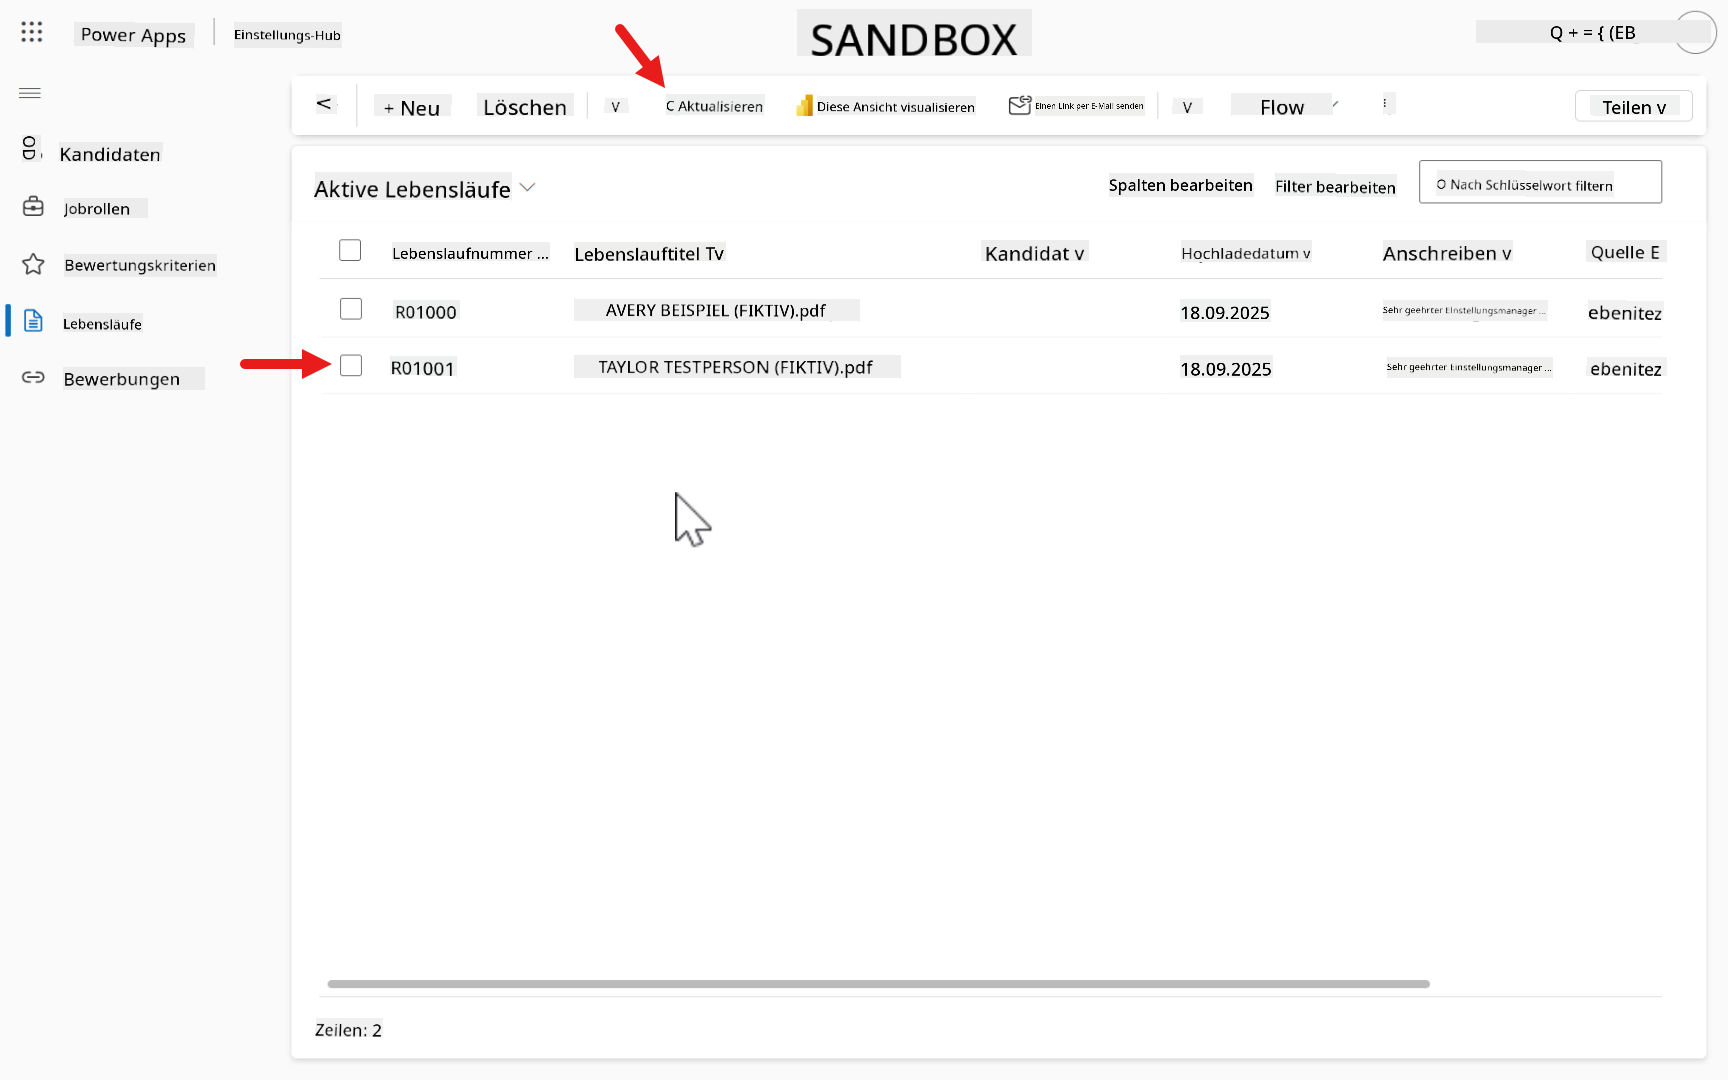 Power Apps
Einstellungs-Hub
SANDBOX
Q + = { (EB
< + Neu Löschen V C Aktualisieren Diese Ansicht visualisieren Einen Link per E-Mail senden V Flow Teilen v
Kandidaten
Jobrollen
Bewertungskriterien
Lebensläufe
Bewerbungen
Aktive Lebensläufe
Spalten bearbeiten Filter bearbeiten O Nach Schlüsselwort filtern
Lebenslaufnummer ... Lebenslauftitel Tv Kandidat v Hochladedatum v Anschreiben v Quelle E
R01000 AVERY BEISPIEL (FIKTIV).pdf 18.09.2025 Sehr geehrter Einstellungsmanager ... ebenitez
R01001 TAYLOR TESTPERSON (FIKTIV).pdf 18.09.2025 Sehr geehrter Einstellungsmanager ... ebenitez
Zeilen: 2